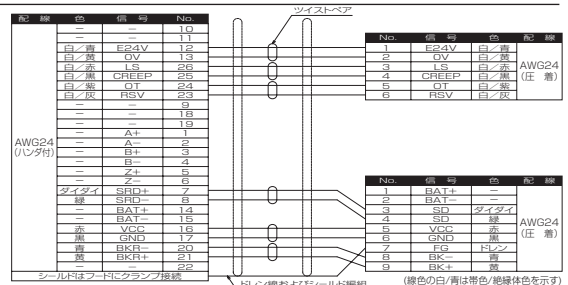 ツイストペア
配 線 色 信 号 No.
− − 10
− − 11
白／青 E24V 12
白／黄 0V 13
白／赤 LS 26
白／黒 CREEP 25
白／紫 OT 24
白／灰 RSV 23
− − 9
− − 18
− − 19
− A+ 1
− A− 2
AWG24
(ハンダ付)
− B+ 3
− B− 4
− Z+ 5
− Z− 6
ダイダイ SRD+ 7
緑 SRD− 8
− BAT+ 14
− BAT− 15
赤 VCC 16
黒 GND 17
青 BKR− 20
黄 BKR+ 21
− − 22
シールドはフードにクランプ接続
No. 信 号 色 配 線
1 E24V 白／青
2 0V 白／黄
3 LS 白／赤
4 CREEP 白／黒
5 OT 白／紫
6 RSV 白／灰
AWG24
(圧 着)
No. 信 号 色 配 線
1 BAT+ −
2 BAT− −
3 SD ダイダイ
4 SD 緑
5 VCC 赤
6 GND 黒
7 FG ドレン
8 BK− 青
9 BK+ 黄
AWG24
(圧 着)
ドレン線およびシールド編組
(線色の白/青は帯色/絶縁体色を示す)